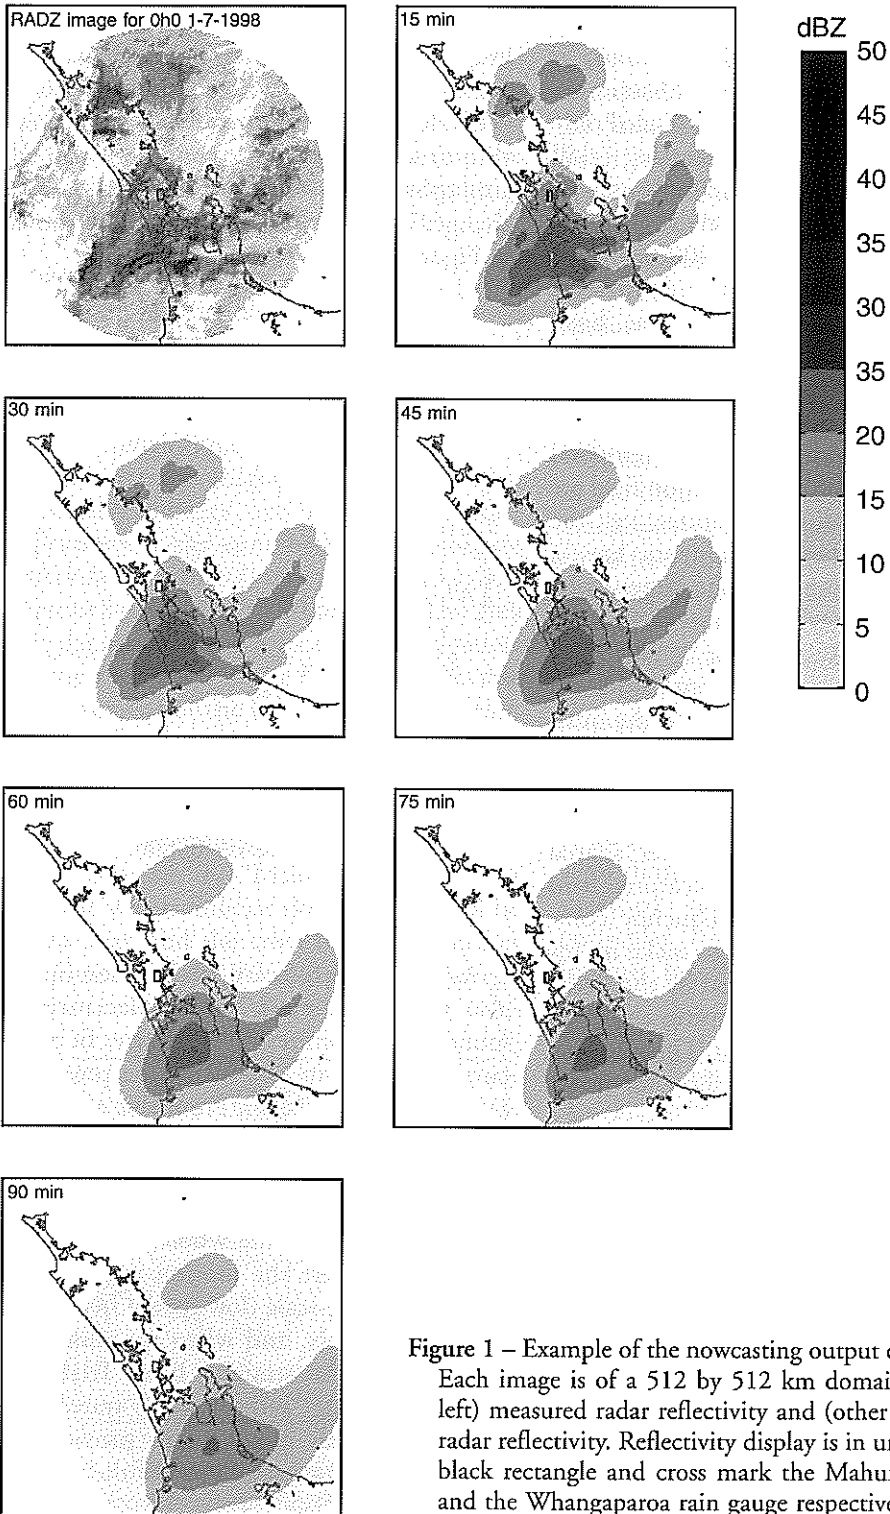 RADZ image for 0h0 1-7-1998
15 min
dBZ
50
45
40
35
30
35
20
15
10
5
0
30 min
45 min
60 min
75 min
90 min
Figure 1 – Example of the nowcasting output
Each image is of a 512 by 512 km domai
left) measured radar reflectivity and (other
radar reflectivity. Reflectivity display is in
black rectangle and cross mark the
and the Whangaparoa rain gauge